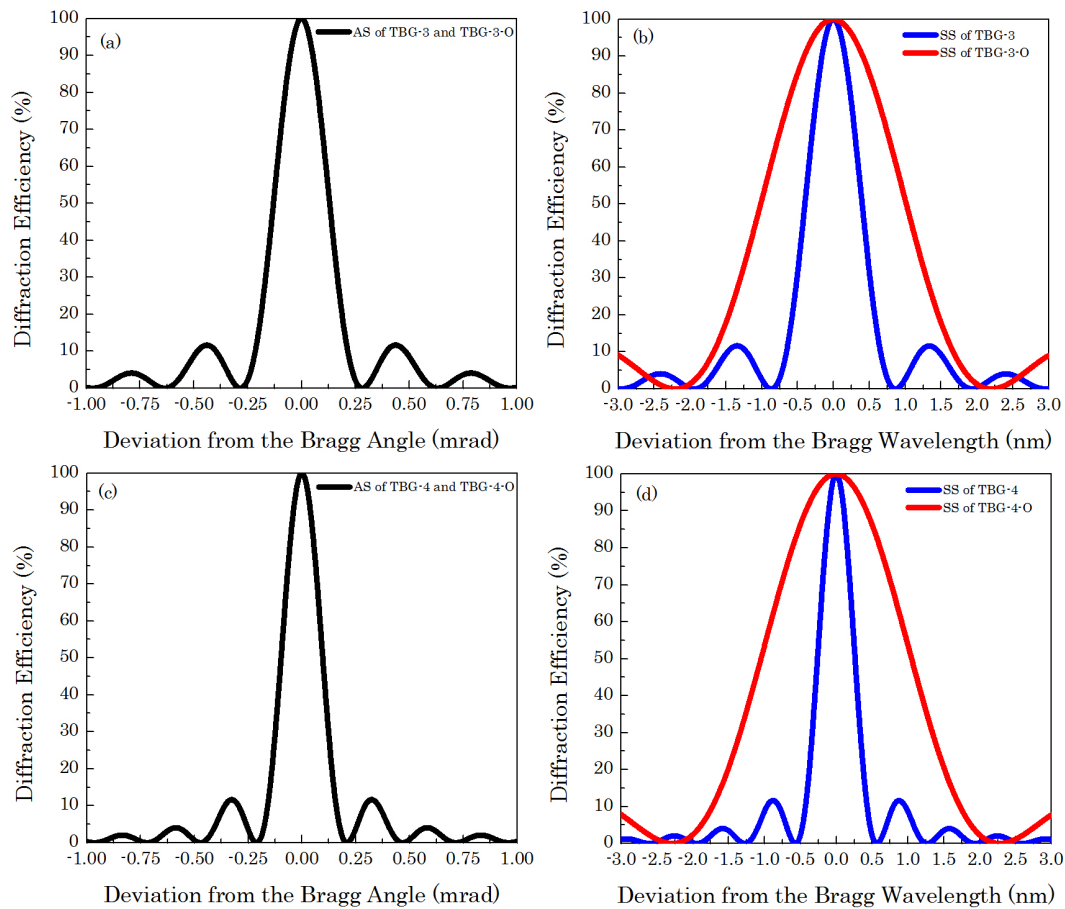 (a)
AS of TBG-3 and TBG-3-O
Diffraction Efficiency (%)
100
90
80
70
60
50
40
30
20
10
0
-1.00 -0.75 -0.50 -0.25 0.00 0.25 0.50 0.75 1.00
Deviation from the Bragg Angle (mrad)
(b)
SS of TBG-3
SS of TBG-3-O
Diffraction Efficiency (%)
100
90
80
70
60
50
40
30
20
10
0
-3.0 -2.5 -2.0 -1.5 -1.0 -0.5 0.0 0.5 1.0 1.5 2.0 2.5 3.0
Deviation from the Bragg Wavelength (nm)
(c)
AS of TBG-4 and TBG-4-O
Diffraction Efficiency (%)
100
90
80
70
60
50
40
30
20
10
0
-1.00 -0.75 -0.50 -0.25 0.00 0.25 0.50 0.75 1.00
Deviation from the Bragg Angle (mrad)
(d)
SS of TBG-4
SS of TBG-4-O
Diffraction Efficiency (%)
100
90
80
70
60
50
40
30
20
10
0
-3.0 -2.5 -2.0 -1.5 -1.0 -0.5 0.0 0.5 1.0 1.5 2.0 2.5 3.0
Deviation from the Bragg Wavelength (nm)